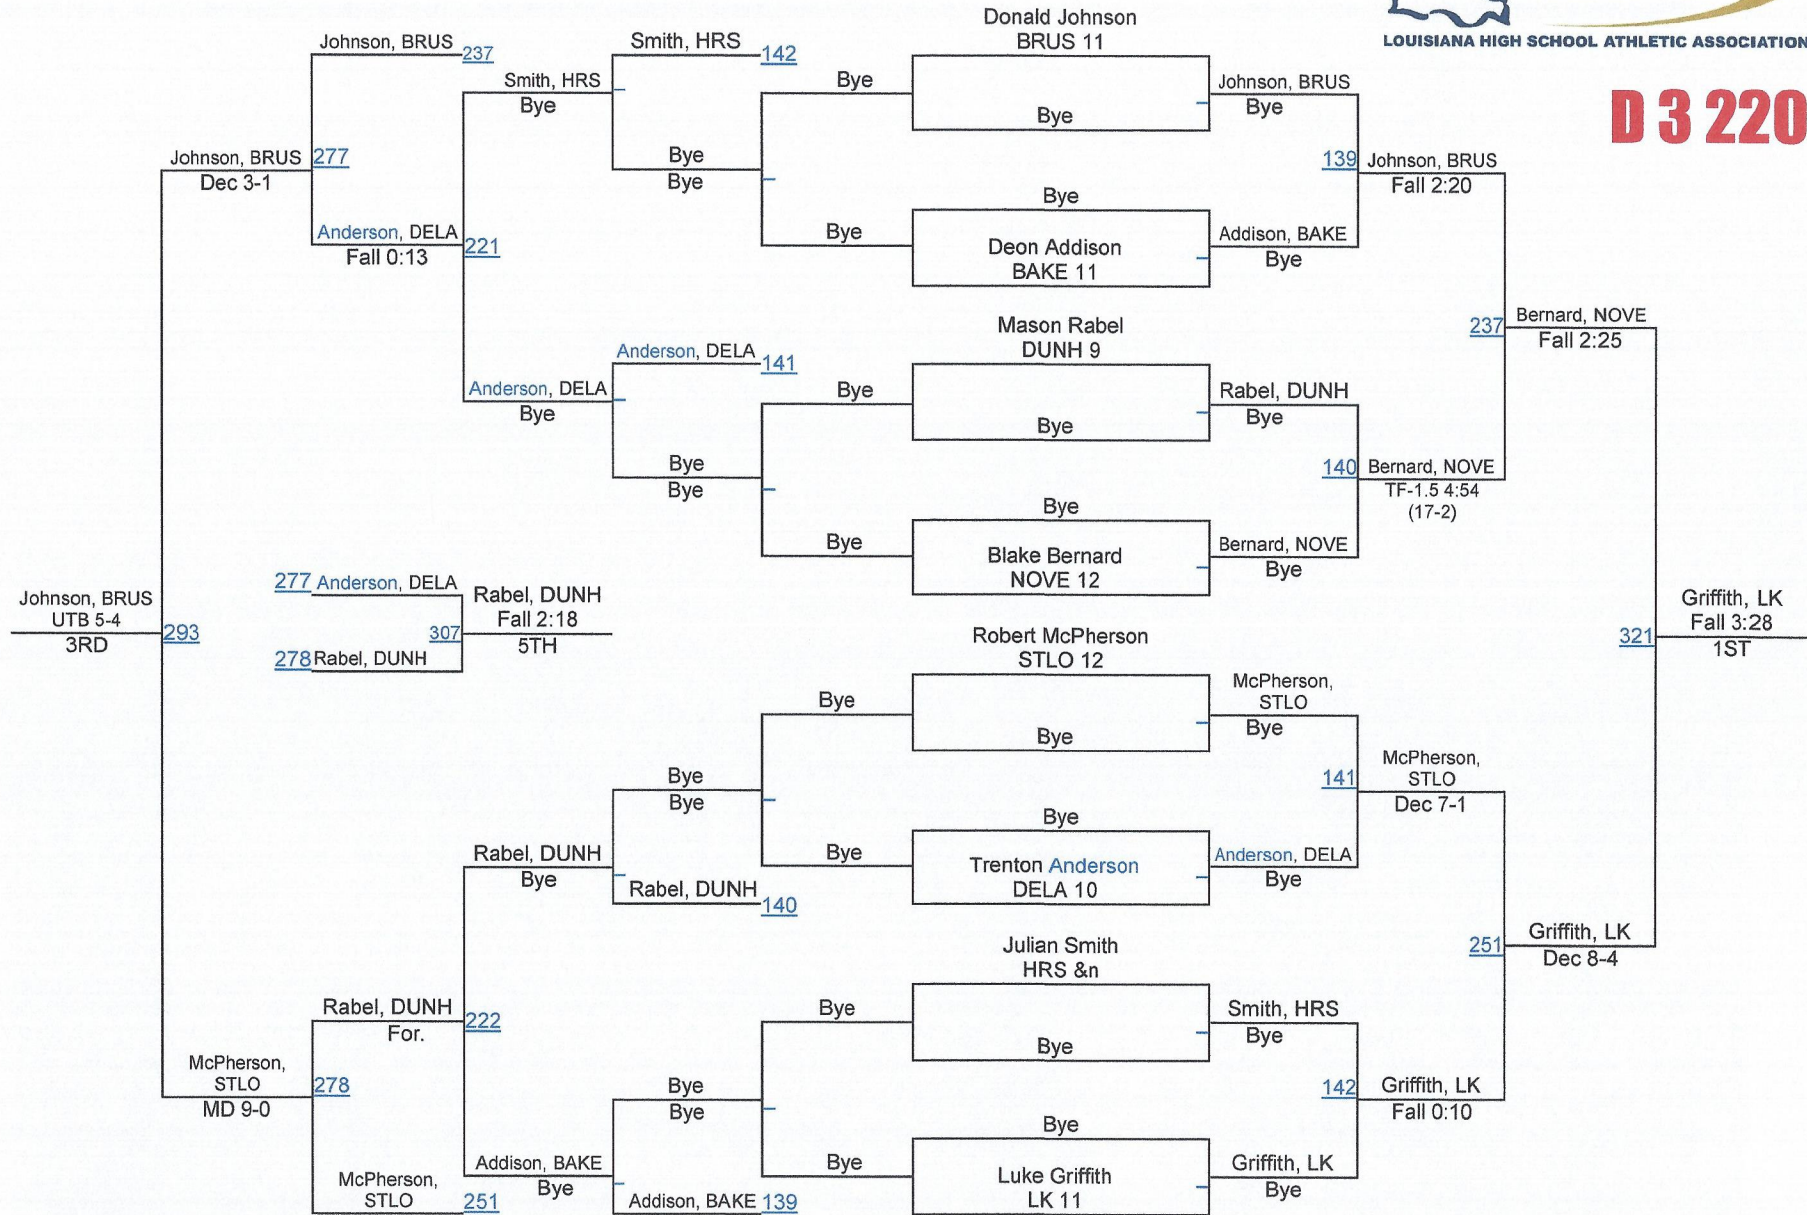 LOUISIANA HIGH SCHOOL ATHLETIC ASSOCIATION
D 3 220
Johnson, BRUS
237
Smith, HRS
Bye
Smith, HRS
142
Bye
Bye
Johnson, BRUS
277
Dec 3-1
Anderson, DELA
221
Fall 0:13
Anderson, DELA
Bye
Anderson, DELA
141
Bye
Bye
Bye
Bye
Bye
Bye
Donald Johnson
BRUS 11
Bye
Bye
Deon Addison
BAKE 11
Mason Rabel
DUNH 9
Bye
Bye
Blake Bernard
NOVE 12
Johnson, BRUS
Bye
139
Johnson, BRUS
Fall 2:20
Addison, BAKE
Bye
Rabel, DUNH
Bye
140
Bernard, NOVE
TF-1.5 4:54
(17-2)
Bernard, NOVE
Bye
237
Bernard, NOVE
Fall 2:25
Johnson, BRUS
UTB 5-4
3RD
293
277 Anderson, DELA
278 Rabel, DUNH
307
Rabel, DUNH
Fall 2:18
5TH
321
Griffith, LK
Fall 3:28
1ST
Robert McPherson
STLO 12
Bye
Bye
Trenton Anderson
DELA 10
Julian Smith
HRS &n
Bye
Bye
Luke Griffith
LK 11
McPherson,
STLO
Bye
141
McPherson,
STLO
Dec 7-1
Anderson, DELA
Bye
251
Griffith, LK
Dec 8-4
Smith, HRS
Bye
142
Griffith, LK
Fall 0:10
Griffith, LK
Bye
Bye
Bye
Bye
Bye
Bye
Bye
Rabel, DUNH
Bye
Rabel, DUNH
140
Rabel, DUNH
For.
222
McPherson,
STLO
MD 9-0
278
Bye
Bye
Addison, BAKE
Bye
Addison, BAKE
139
McPherson,
STLO
251